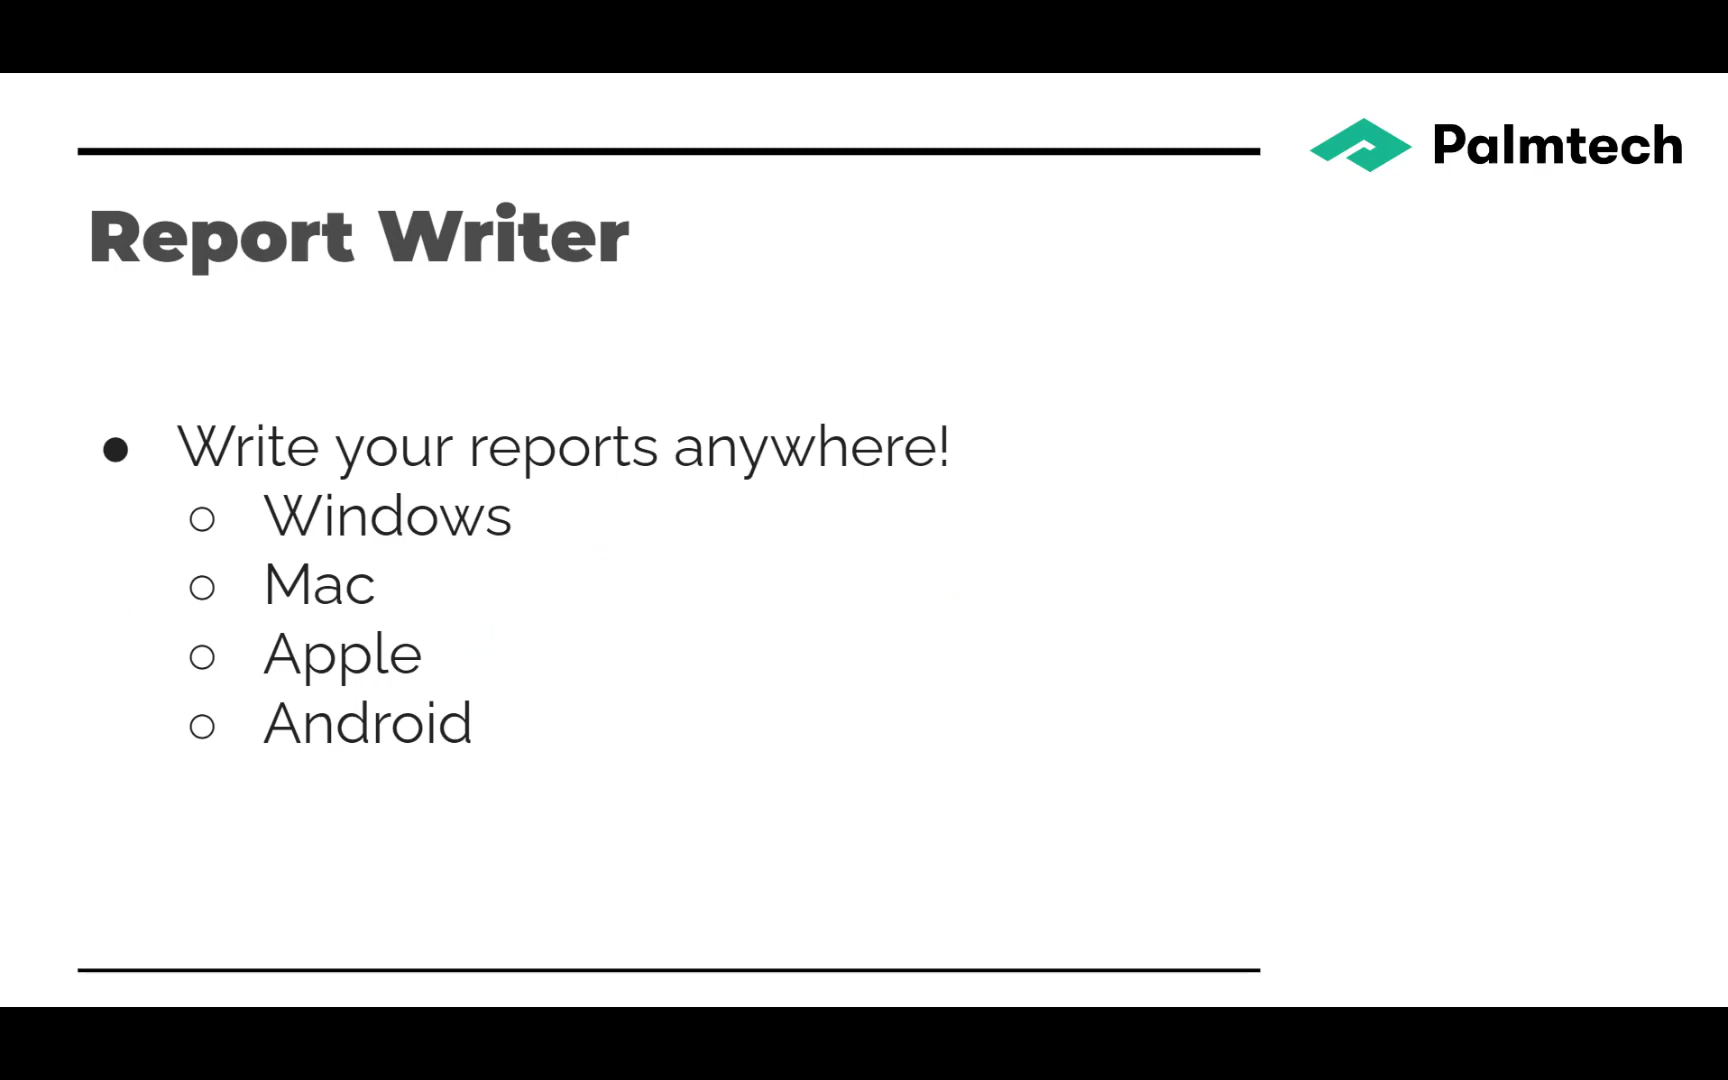 Palmtech
Report Writer
● Write your reports anywhere!
○ Windows
○ Mac
○ Apple
○ Android